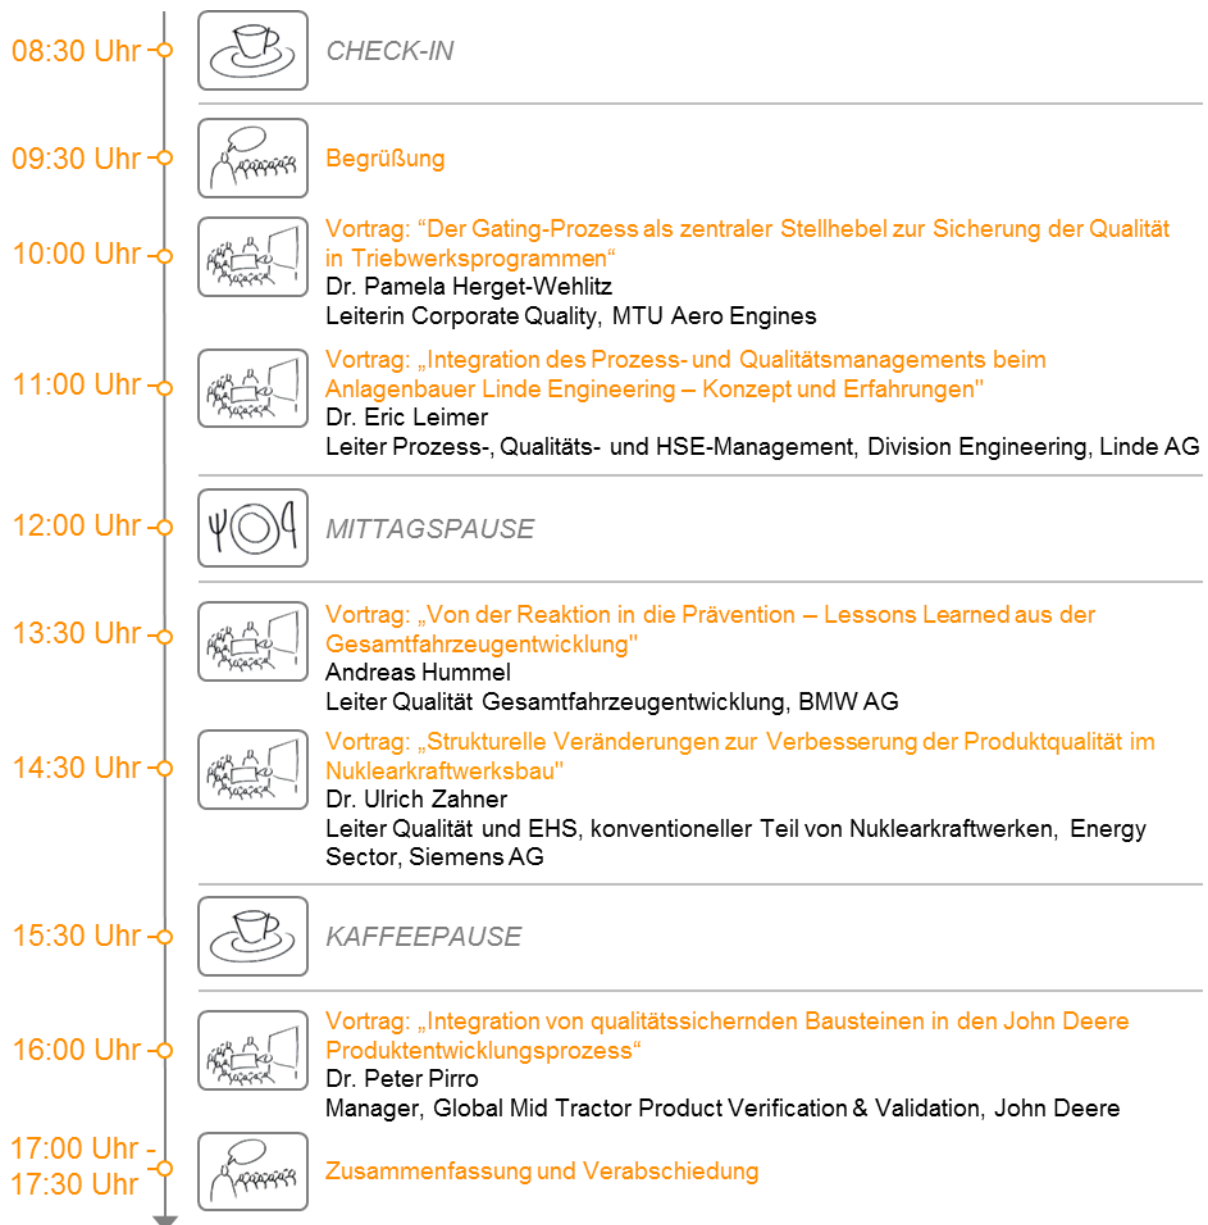 08:30 Uhr CHECK-IN
09:30 Uhr Begrüßung
10:00 Uhr Vortrag: “Der Gating-Prozess als zentraler Stellhebel zur Sicherung der Qualität
in Triebwerksprogrammen“
Dr. Pamela Herget-Wehlitz
Leiterin Corporate Quality, MTU Aero Engines
11:00 Uhr Vortrag: „Integration des Prozess- und Qualitätsmanagements beim
Anlagenbauer Linde Engineering – Konzept und Erfahrungen"
Dr. Eric Leimer
Leiter Prozess-, Qualitäts- und HSE-Management, Division Engineering, Linde AG
12:00 Uhr MITTAGSPAUSE
13:30 Uhr Vortrag: „Von der Reaktion in die Prävention – Lessons Learned aus der
Gesamtfahrzeugentwicklung"
Andreas Hummel
Leiter Qualität Gesamtfahrzeugentwicklung, BMW AG
14:30 Uhr Vortrag: „Strukturelle Veränderungen zur Verbesserung der Produktqualität im
Nuklearkraftwerksbau"
Dr. Ulrich Zahner
Leiter Qualität und EHS, konventioneller Teil von Nuklearkraftwerken, Energy
Sector, Siemens AG
15:30 Uhr KAFFEEPAUSE
16:00 Uhr Vortrag: „Integration von qualitätssichernden Bausteinen in den John Deere
Produktentwicklungsprozess“
Dr. Peter Pirro
Manager, Global Mid Tractor Product Verification & Validation, John Deere
17:00 Uhr -
17:30 Uhr Zusammenfassung und Verabschiedung